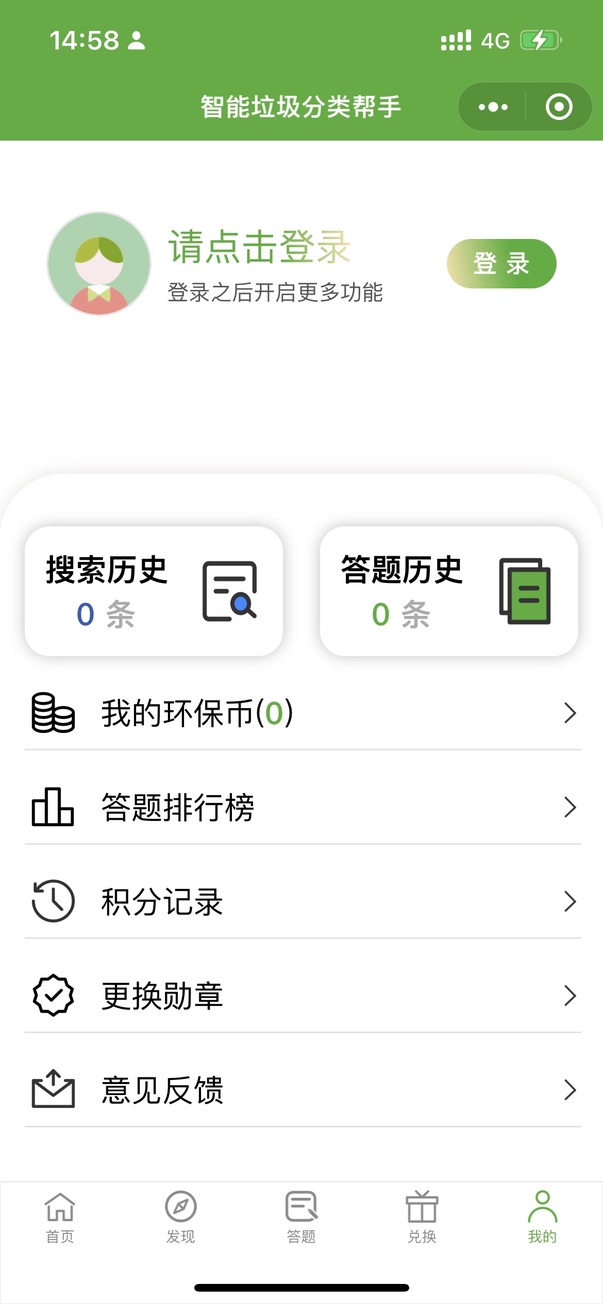 14:58
4G
智能垃圾分类帮手
请点击登录
登录之后开启更多功能
登 录
搜索历史
0 条
答题历史
0 条
我的环保币(0)
答题排行榜
积分记录
更换勋章
意见反馈
首页
发现
答题
兑换
我的